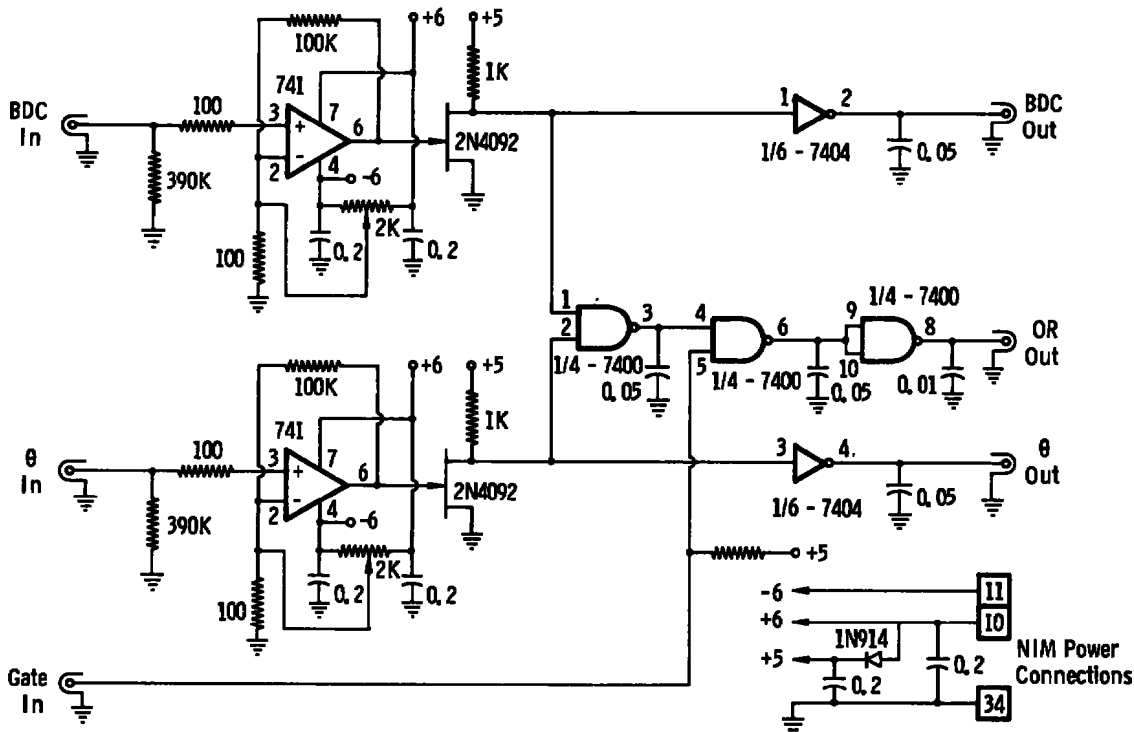 +6
+5
100K
1K
741
BDC
In
100
3
+
7
6
-
2
4
-6
2N4092
390K
2K
0.2
0.2
100
1
2
1/6 - 7404
0.05
BDC
Out
1
2
3
1/4 - 7400
0.05
4
5
6
1/4 - 7400
0.05
1/4 - 7400
9
10
8
0.01
OR
Out
+6
+5
100K
1K
741
θ
In
100
3
+
7
6
-
2
4
-6
2N4092
390K
2K
0.2
0.2
100
3
4
1/6 - 7404
0.05
θ
Out
+5
-6
11
+6
10
1N914
+5
0.2
0.2
NIM Power
Connections
34
Gate
In